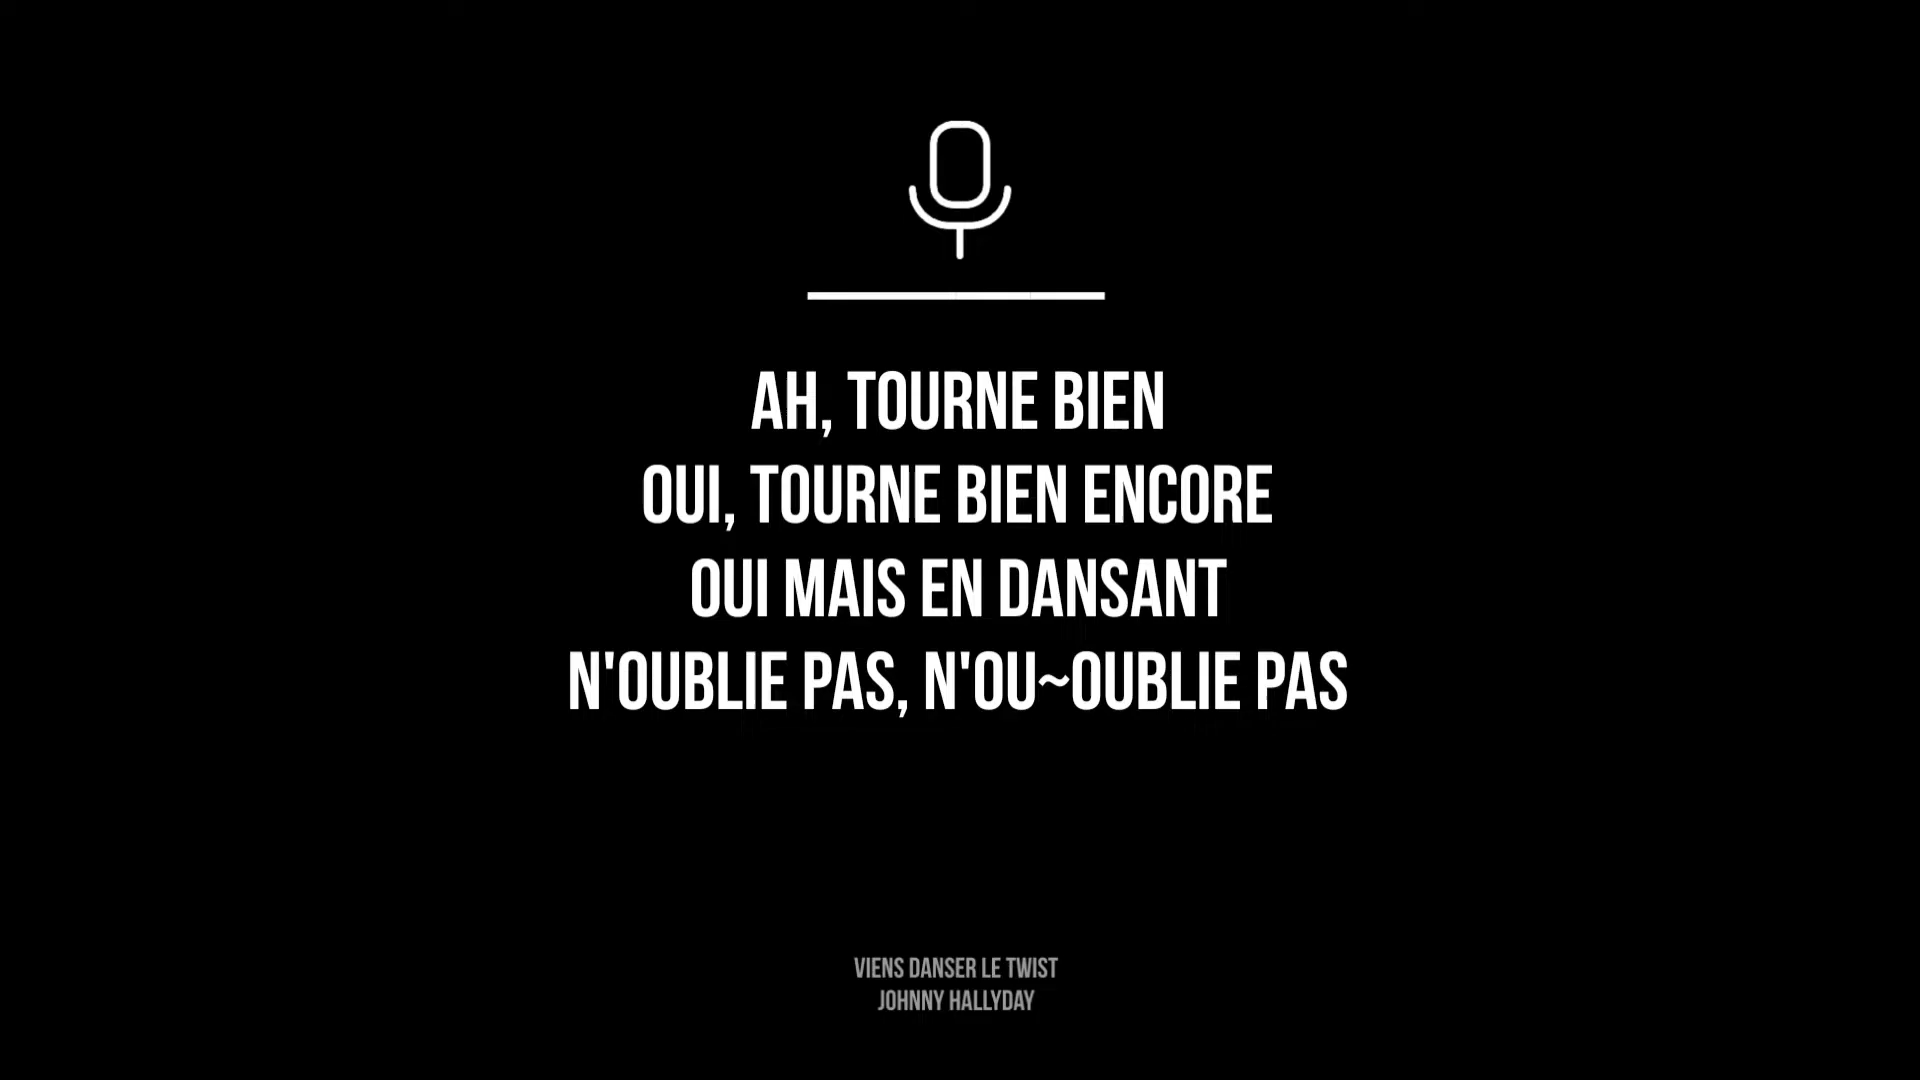 AH, TOURNE BIEN
OUI, TOURNE BIEN ENCORE
OUI MAIS EN DANSANT
N'OUBLIE PAS, N'OU~OUBLIE PAS
VIENS DANSER LE TWIST
JOHNNY HALLYDAY